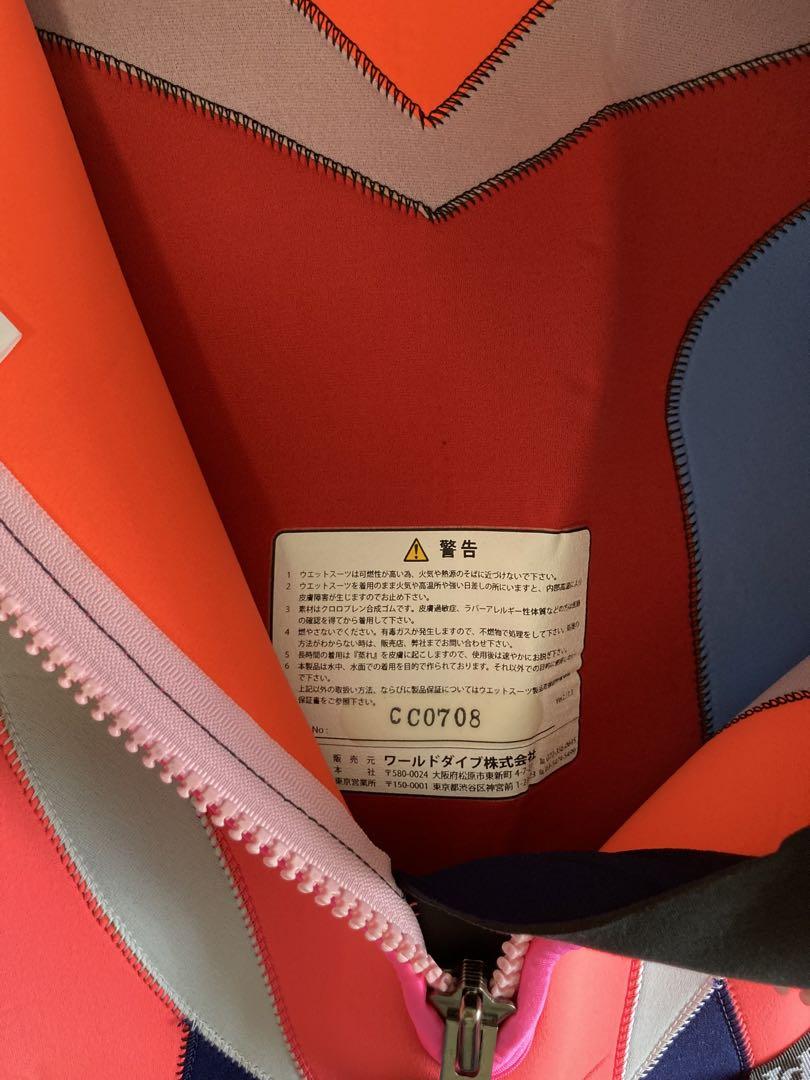 警告
1 ウエットスーツは可燃性が高い為、火気や熱源のそばに近づけないで下さい。
2 ウエットスーツを着用のまま火気や高温所や強い日差しの所にいますと、内部高温により
皮膚障害が生じますのでお止め下さい。
3 素材はクロロプレン合成ゴムです。皮膚過敏症、ラバーアレルギー性体質などの方は
の確認を得てから着用して下さい。
4 燃やさないでください。有毒ガスが発生しますので、不燃物で処理をして下さい。処理の
方法がわからない時は、販売店、弊社までお問い合わせ下さい。
5 長時間の着用は『蒸れ』を皮膚に起こしますので、使用後は速やかにお脱ぎ下さい。
6 本製品は水中、水面での着用を目的で作られております。それ以外での目的に
で下さい。
上記以外の取扱い方法、ならびに製品保証についてはウエットスーツ製品
保証書をご参照下さい。
No: CC0708
販売元 ワールドダイブ株式会社
本社 〒580-0024 大阪府松原市東新町
東京営業所 〒150-0001 東京都渋谷区神宮前